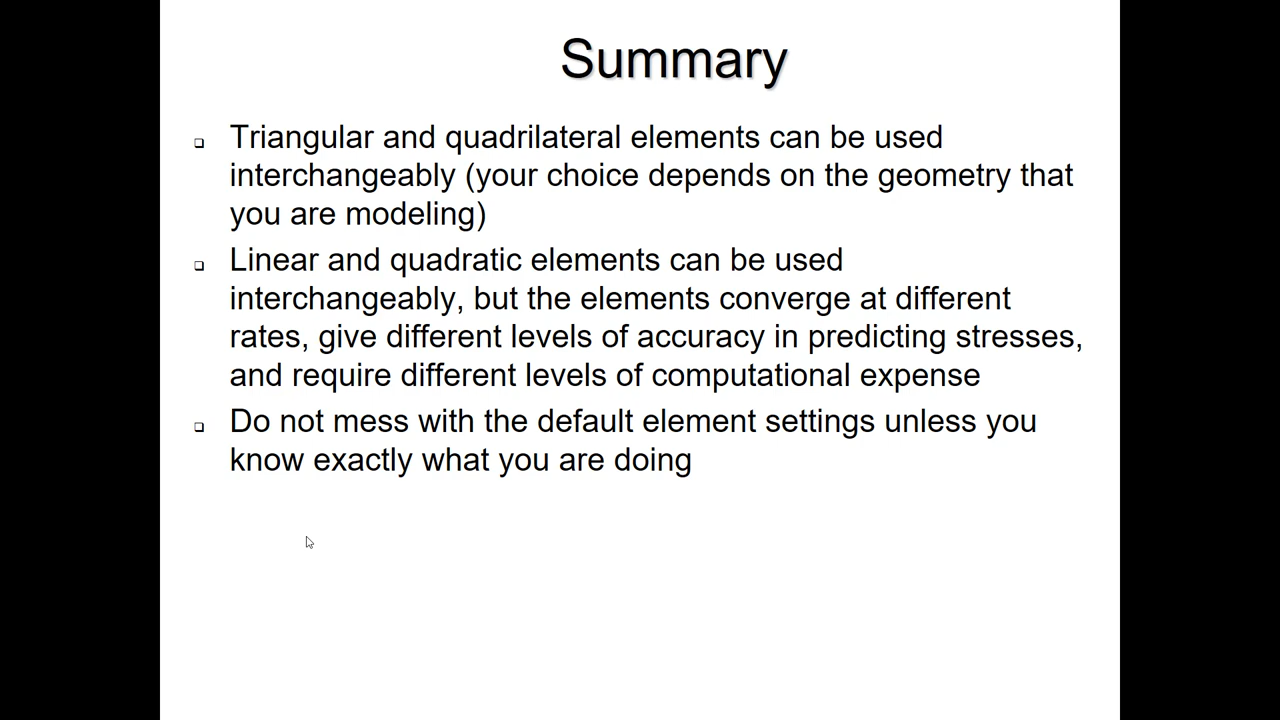 Summary
Triangular and quadrilateral elements can be used
interchangeably (your choice depends on the geometry that
you are modeling)
Linear and quadratic elements can be used
interchangeably, but the elements converge at different
rates, give different levels of accuracy in predicting stresses,
and require different levels of computational expense
Do not mess with the default element settings unless you
know exactly what you are doing